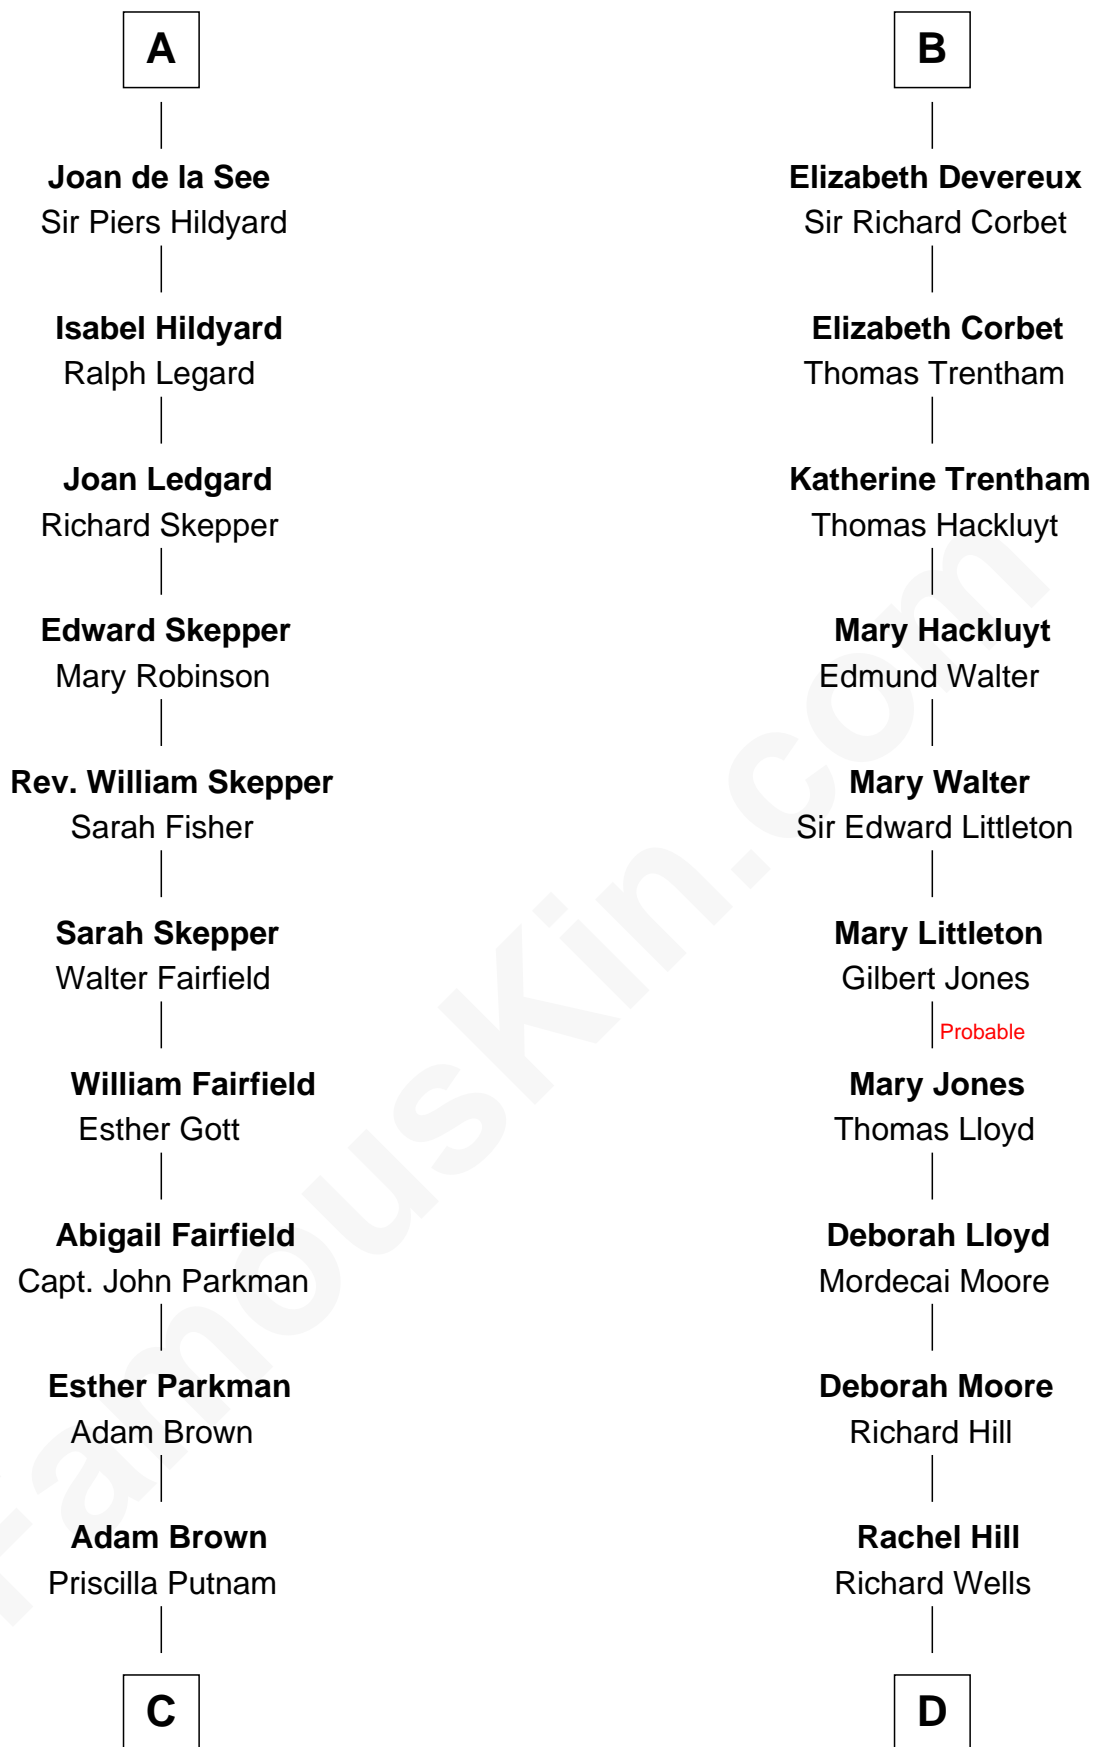 A
Joan de la See
Sir Piers Hildyard
Isabel Hildyard
Ralph Legard
Joan Ledgard
Richard Skepper
Edward Skepper
Mary Robinson
Rev. William Skepper
Sarah Fisher
Sarah Skepper
Walter Fairfield
William Fairfield
Esther Gott
Abigail Fairfield
Capt. John Parkman
Esther Parkman
Adam Brown
Adam Brown
Priscilla Putnam
C
B
Elizabeth Devereux
Sir Richard Corbet
Elizabeth Corbet
Thomas Trentham
Katherine Trentham
Thomas Hackluyt
Mary Hackluyt
Edmund Walter
Mary Walter
Sir Edward Littleton
Mary Littleton
Gilbert Jones
Probable
Mary Jones
Thomas Lloyd
Deborah Lloyd
Mordecai Moore
Deborah Moore
Richard Hill
Rachel Hill
Richard Wells
D
FamousKin.com